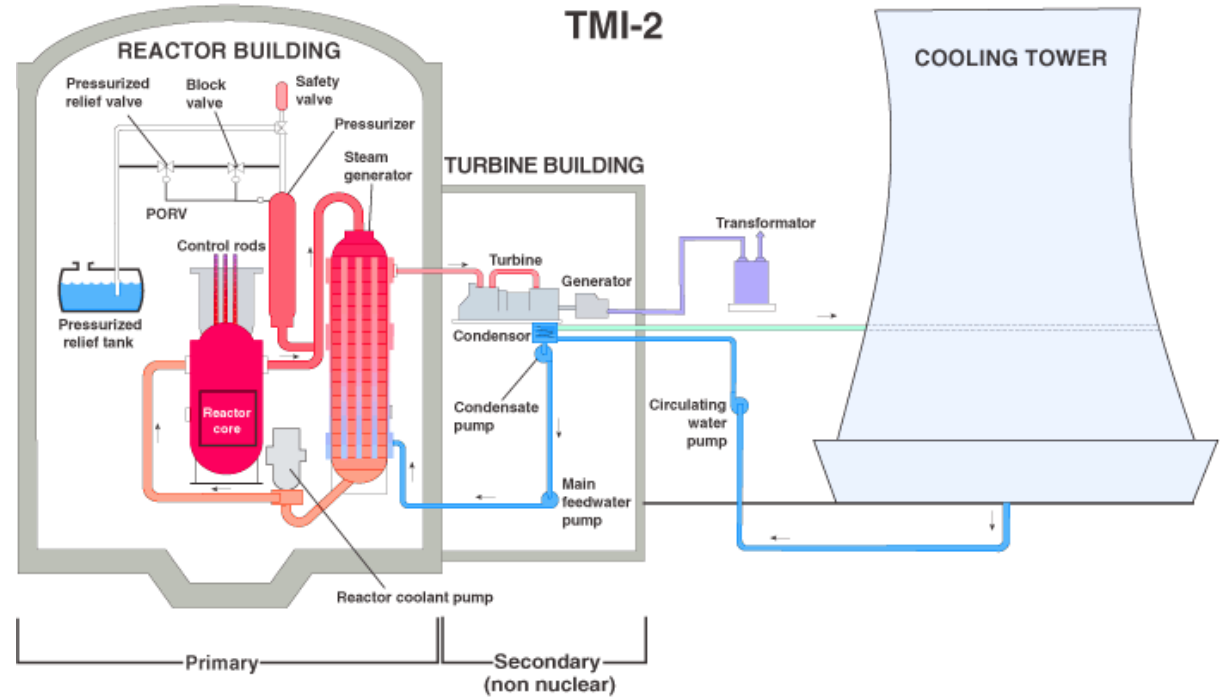 TMI-2
REACTOR BUILDING
COOLING TOWER
Pressurized
relief valve
Block
valve
Safety
valve
Pressurizer
Steam
generator
TURBINE BUILDING
PORV
Control rods
Transformator
Turbine
Generator
Pressurized
relief tank
Condensor
Reactor
core
Condensate
pump
Circulating
water
pump
Main
feedwater
pump
Reactor coolant pump
Primary
Secondary
(non nuclear)